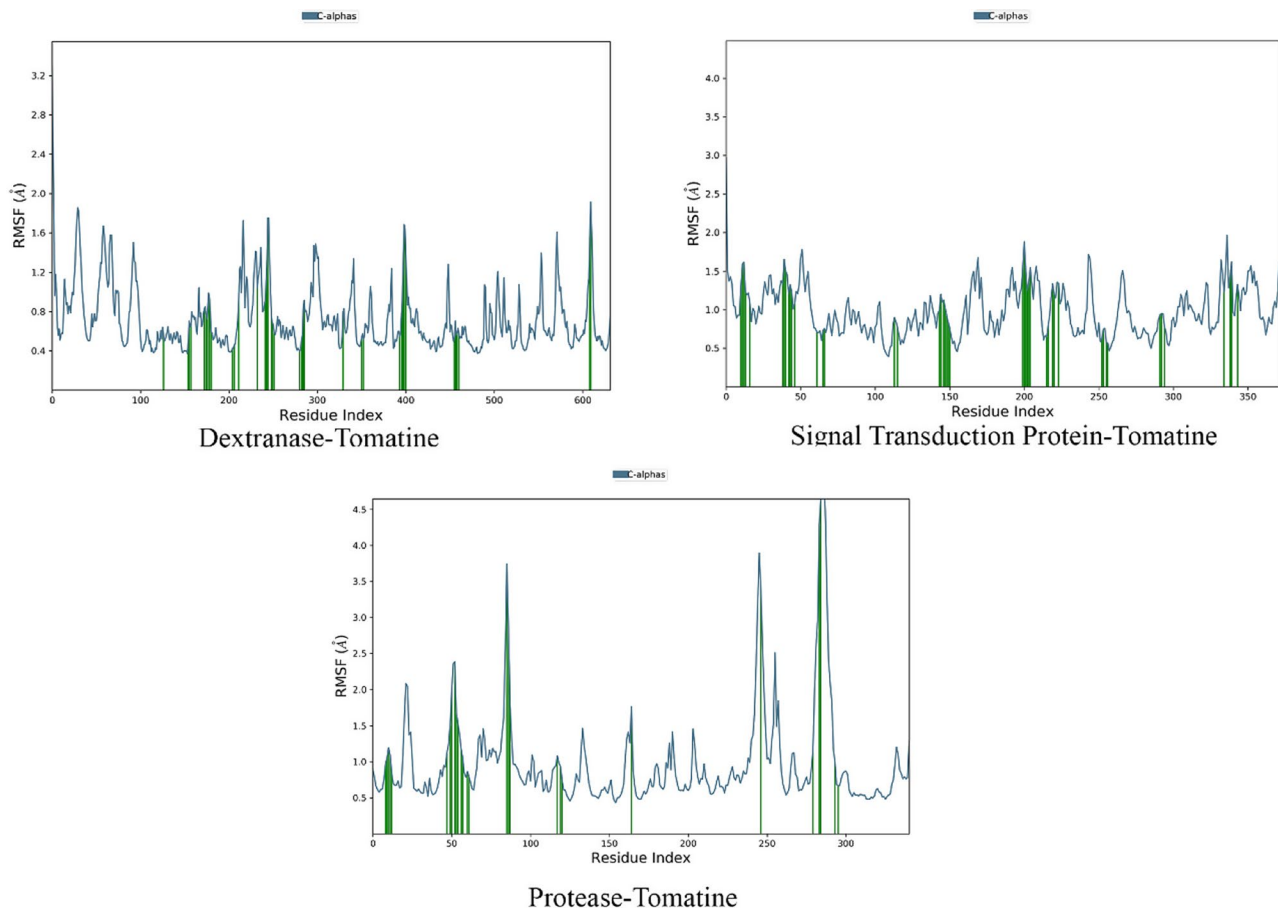 C-alphas
RMSF (Å)
3.2
2.8
2.4
2.0
1.6
1.2
0.8
0.4
0 100 200 300 400 500 600
Residue Index
Dextranase-Tomatine
C-alphas
RMSF (Å)
4.0
3.5
3.0
2.5
2.0
1.5
1.0
0.5
0 50 100 150 200 250 300 350
Residue Index
Signal Transduction Protein-Tomatine
C-alphas
RMSF (Å)
4.5
4.0
3.5
3.0
2.5
2.0
1.5
1.0
0.5
0 50 100 150 200 250 300
Residue Index
Protease-Tomatine